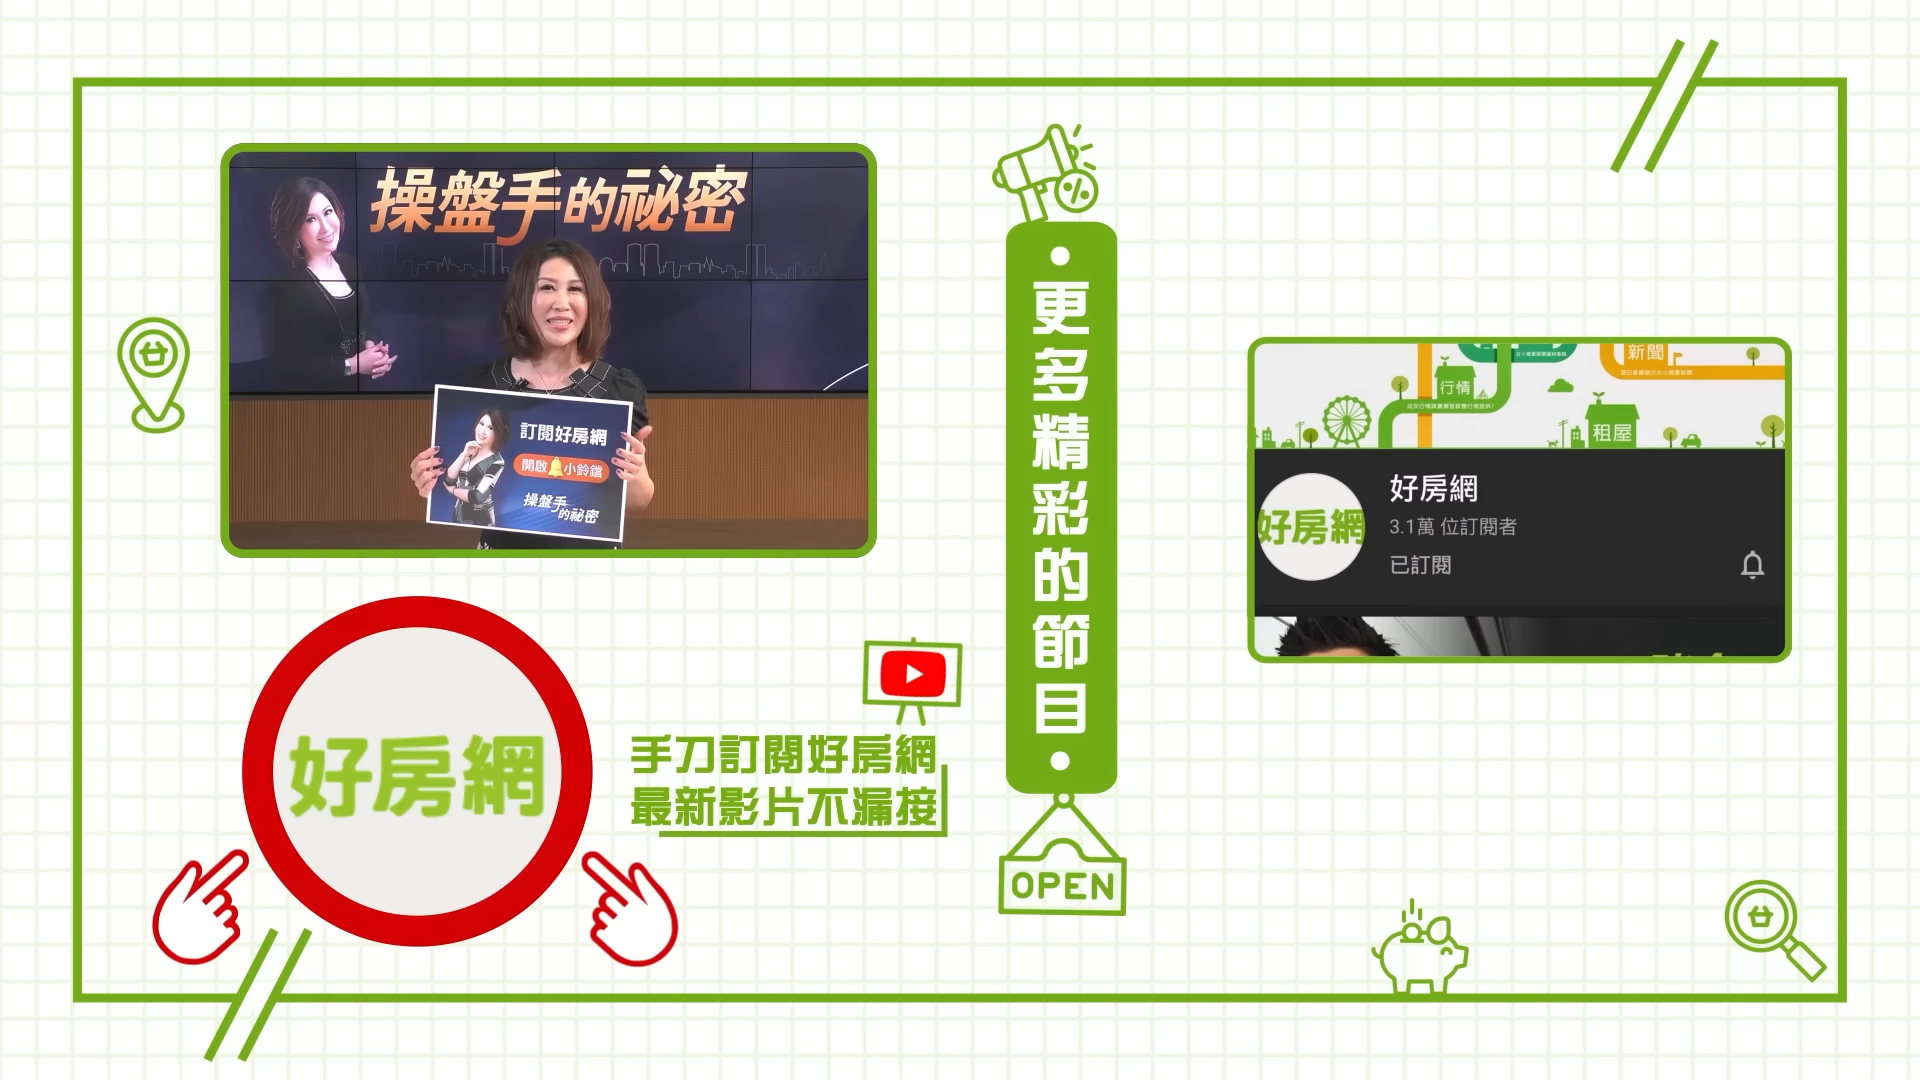 操盤手的祕密
訂閱好房網
開啟🔔小鈴鐺
操盤手的祕密
好房網
手刀訂閱好房網
最新影片不漏接
更多精彩的節目
OPEN
新聞
行情
租屋
好房網
好房網
3.1萬 位訂閱者
已訂閱